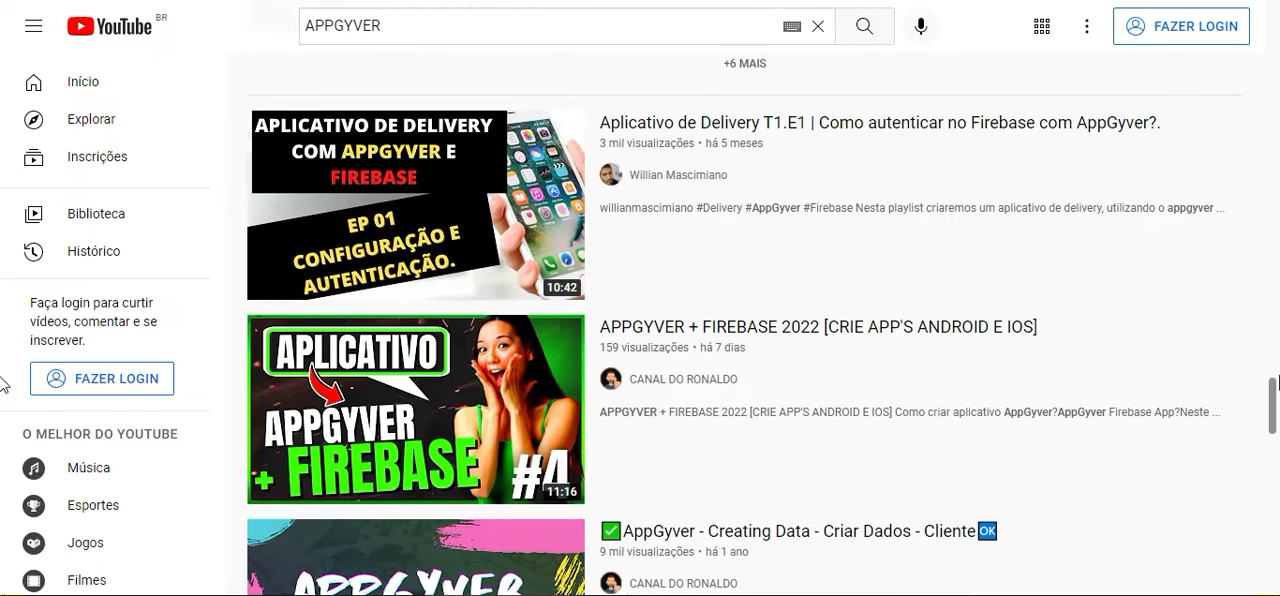 YouTube BR
APPGYVER
FAZER LOGIN
Início
Explorar
Inscrições
Biblioteca
Histórico
Faça login para curtir
vídeos, comentar e se
inscrever.
FAZER LOGIN
O MELHOR DO YOUTUBE
Música
Esportes
Jogos
Filmes
+6 MAIS
APLICATIVO DE DELIVERY
COM APPGYVER E
FIREBASE
EP 01
CONFIGURAÇÃO E
AUTENTICAÇÃO.
10:42
Aplicativo de Delivery T1.E1 | Como autenticar no Firebase com AppGyver?.
3 mil visualizações • há 5 meses
Willian Mascimiano
willianmascimiano #Delivery #AppGyver #Firebase Nesta playlist criaremos um aplicativo de delivery, utilizando o appgyver ...
APLICATIVO
APPGYVER
+ FIREBASE
#4
11:16
APPGYVER + FIREBASE 2022 [CRIE APP'S ANDROID E IOS]
159 visualizações • há 7 dias
CANAL DO RONALDO
APPGYVER + FIREBASE 2022 [CRIE APP'S ANDROID E IOS] Como criar aplicativo AppGyver?AppGyver Firebase App?Neste ...
APPGYVER
✅AppGyver - Creating Data - Criar Dados - Cliente🆗
9 mil visualizações • há 1 ano
CANAL DO RONALDO